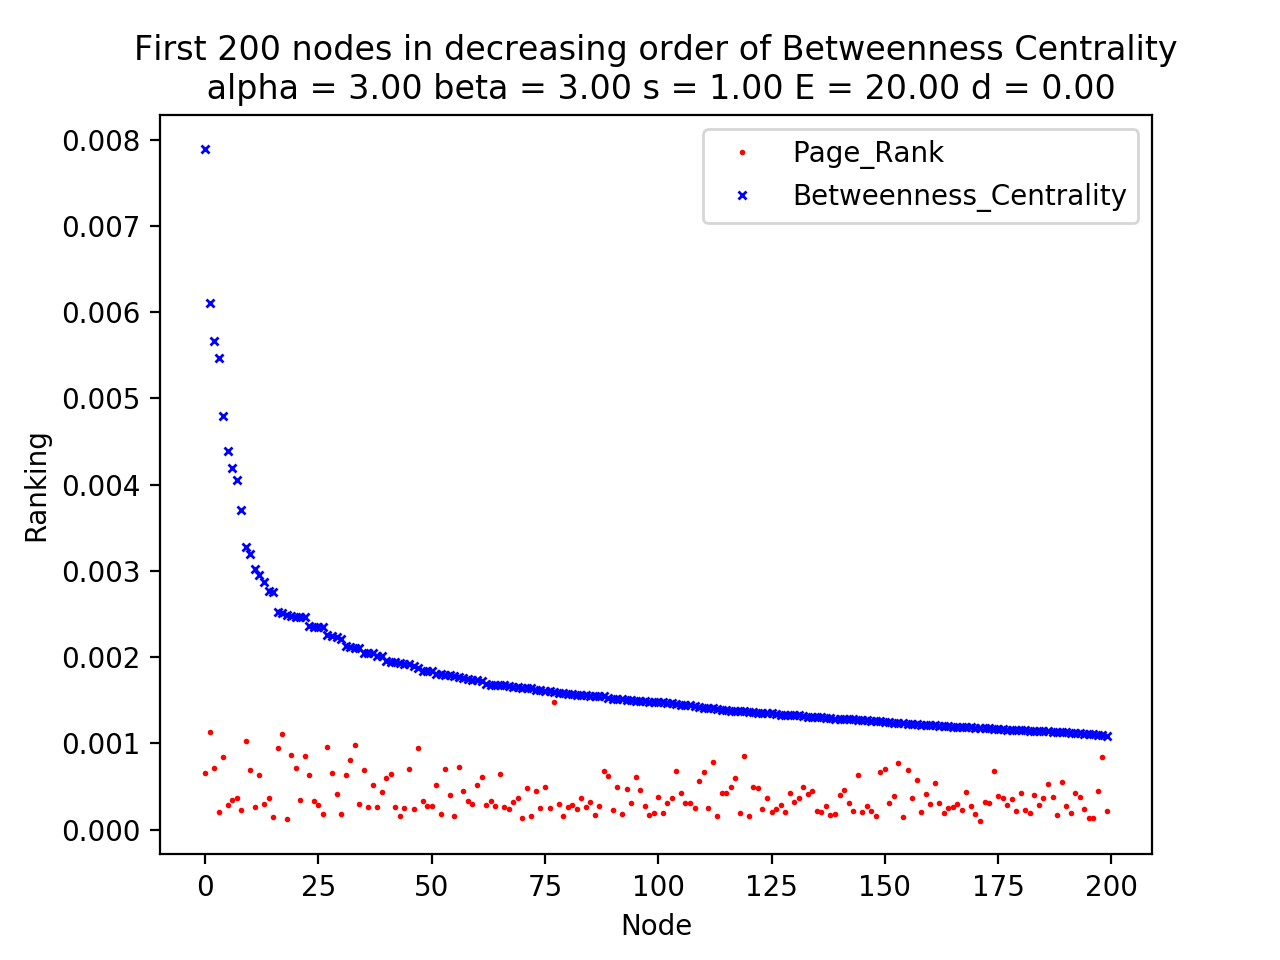 First 200 nodes in decreasing order of Betweenness Centrality
alpha = 3.00 beta = 3.00 s = 1.00 E = 20.00 d = 0.00
Page_Rank
Betweenness_Centrality
0.008
0.007
0.006
0.005
0.004
0.003
0.002
0.001
0.000
Ranking
0 25 50 75 100 125 150 175 200
Node